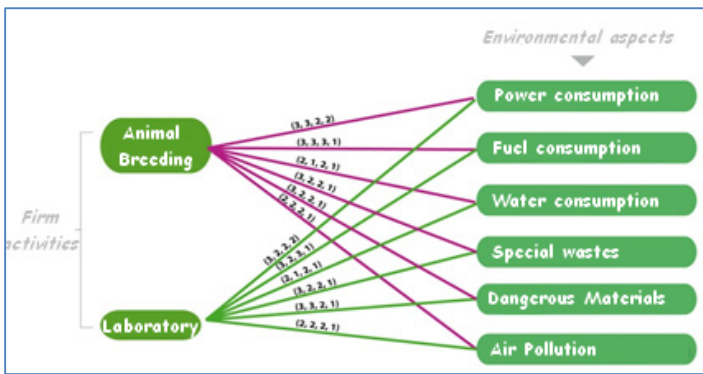 Environmental aspects
Power consumption
Animal
Breeding
(3, 3, 2, 2)
(3, 3, 3, 1)
Fuel consumption
(2, 1, 2, 1)
(3, 2, 2, 1)
(3, 2, 2, 1)
(2, 2, 2, 1)
Water consumption
Firm
activities
(3, 2, 2, 2)
(3, 2, 3, 1)
(2, 1, 2, 1)
Special wastes
(3, 2, 2, 1)
(3, 3, 2, 1)
Dangerous Materials
Laboratory
(2, 2, 2, 1)
Air Pollution